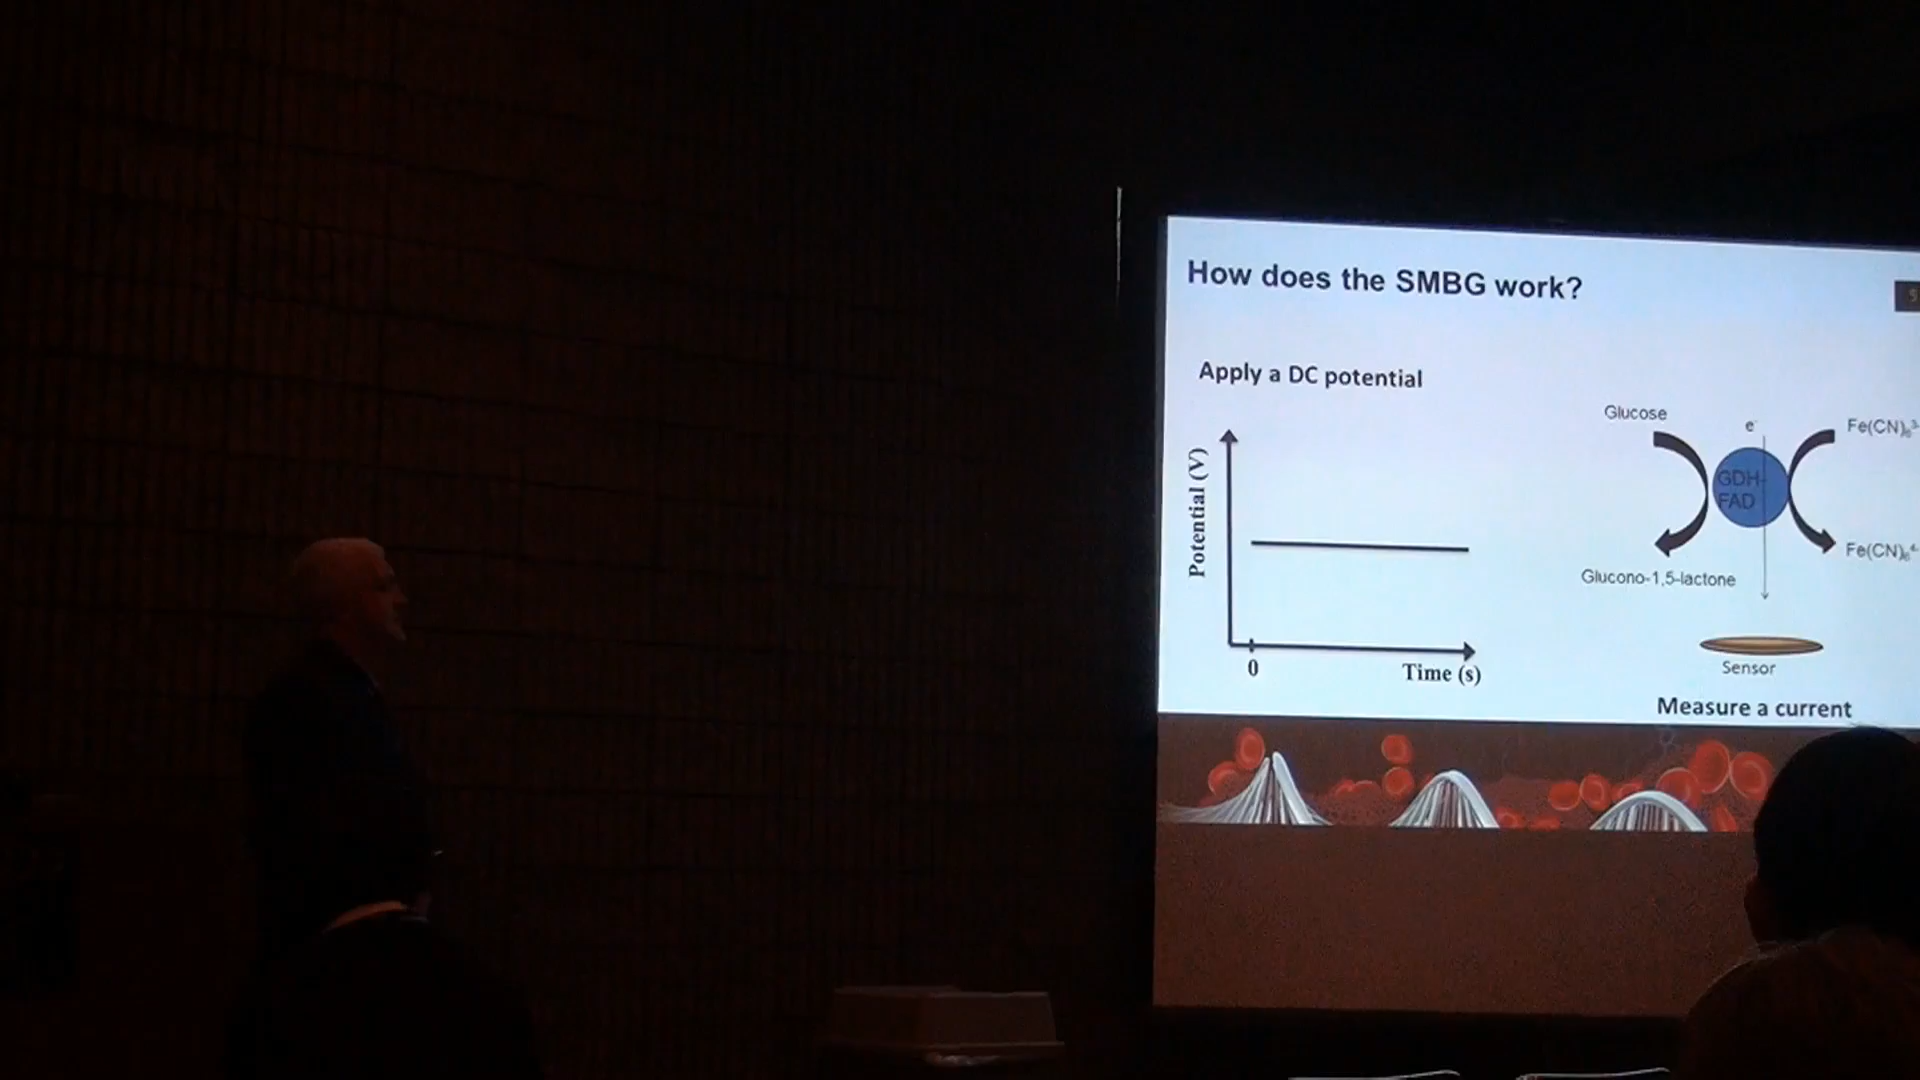 How does the SMBG work?
5
Apply a DC potential
Potential (V)
0
Time (s)
Glucose
e-
Fe(CN)₆³⁻
GDH-
FAD
Glucono-1,5-lactone
Fe(CN)₆⁴⁻
Sensor
Measure a current